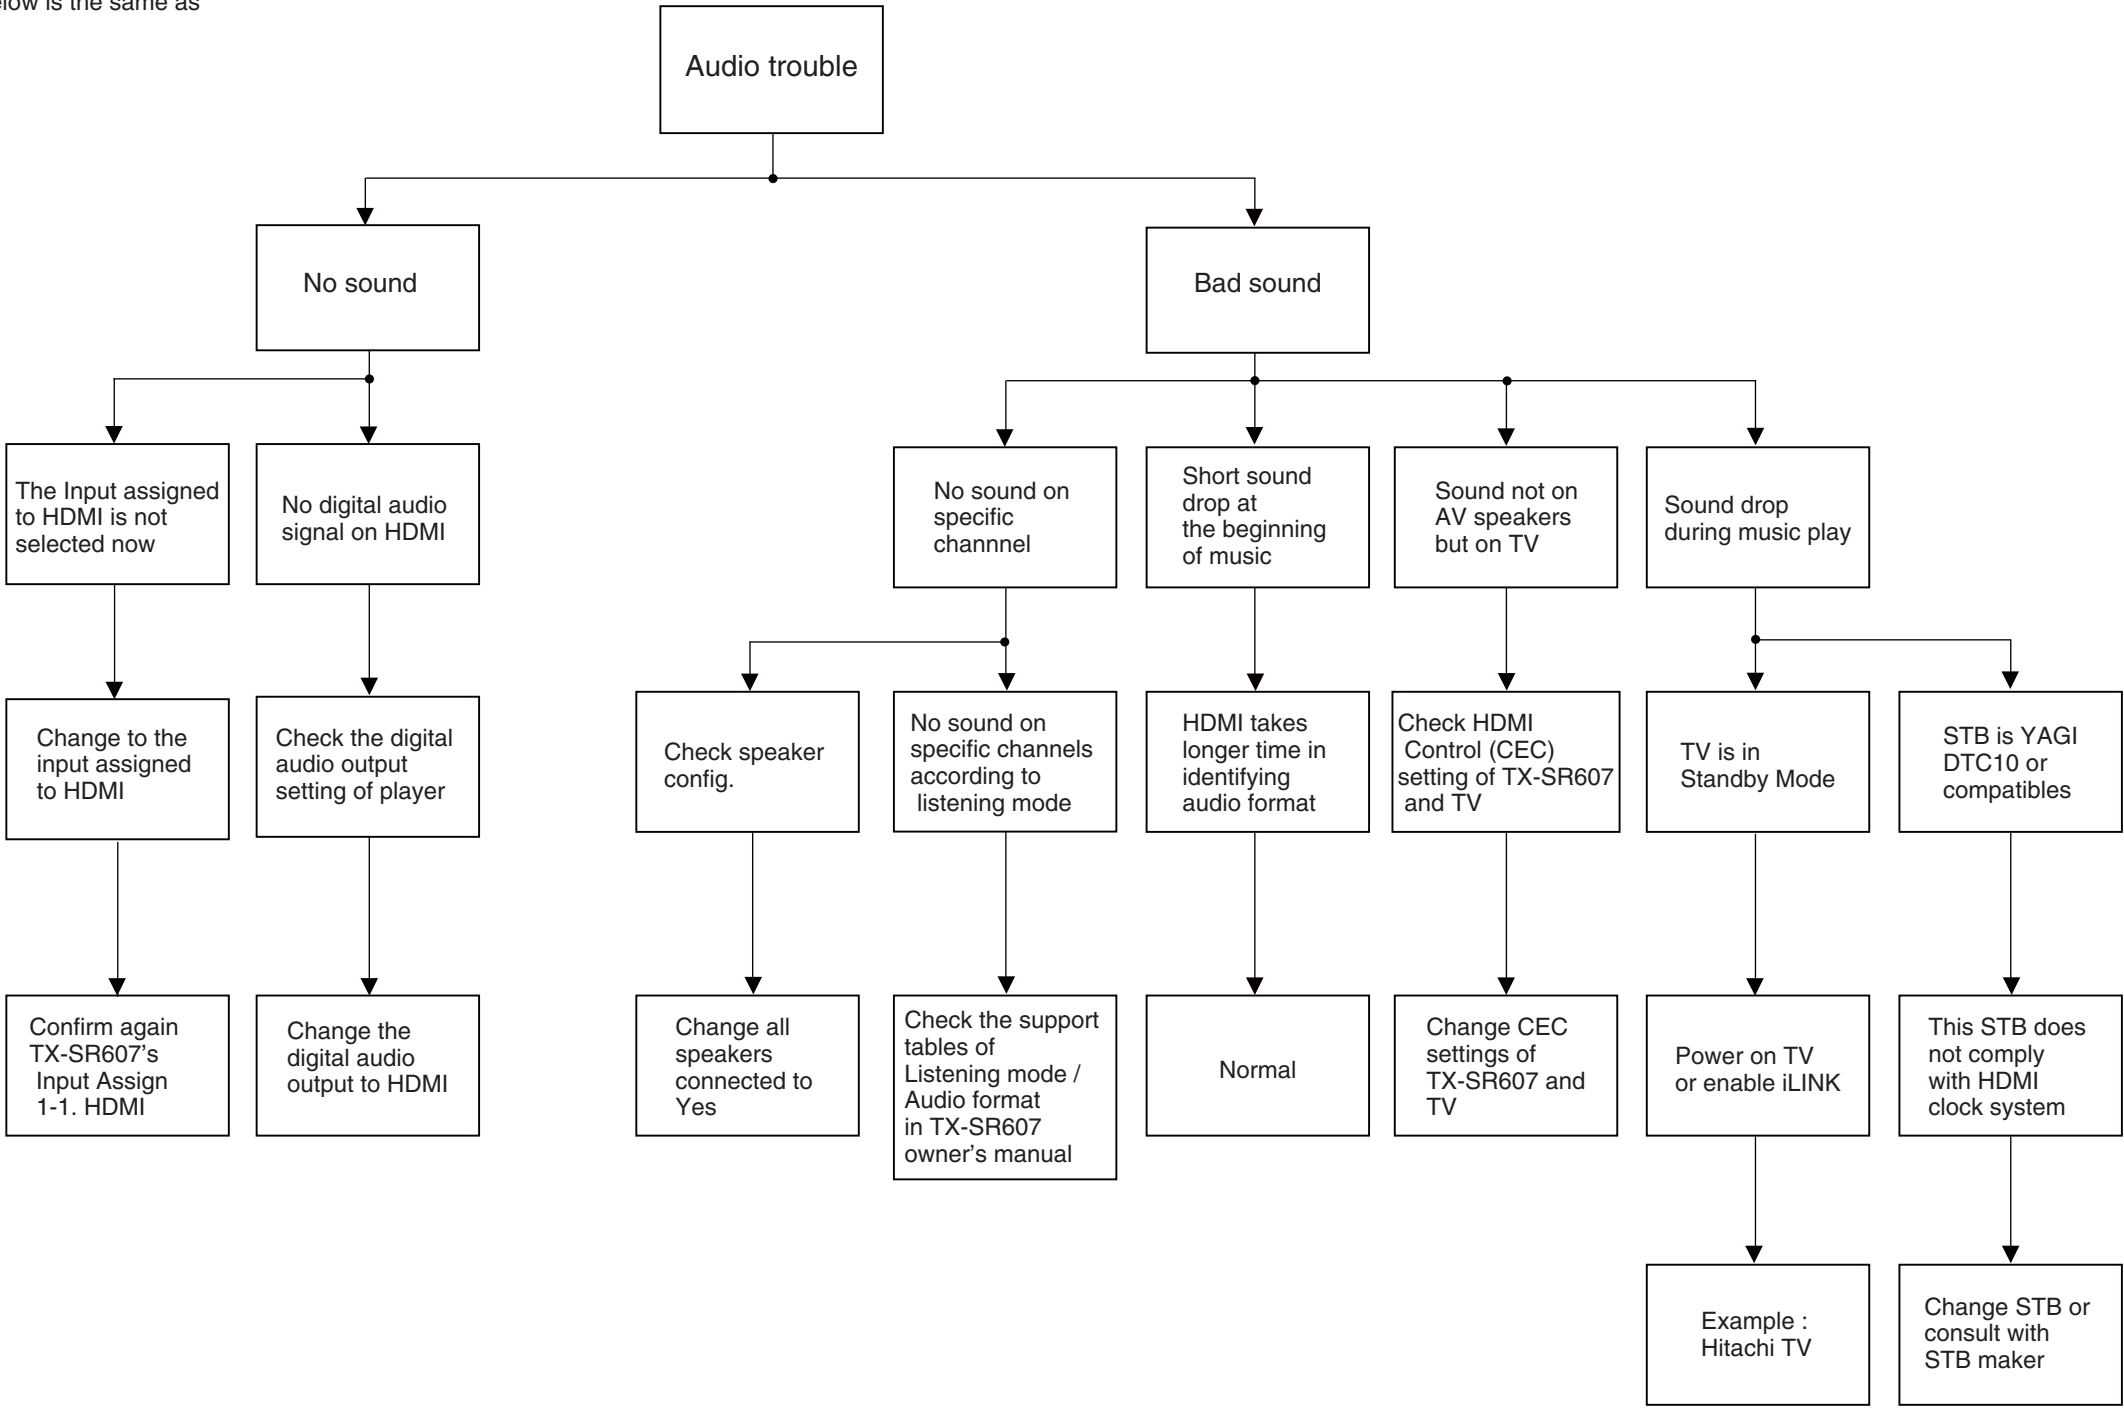 below is the same as
Audio trouble
No sound
Bad sound
The Input assigned
to HDMI is not
selected now
No digital audio
signal on HDMI
No sound on
specific
channnel
Short sound
drop at
the beginning
of music
Sound not on
AV speakers
but on TV
Sound drop
during music play
Change to the
input assigned
to HDMI
Check the digital
audio output
setting of player
Check speaker
config.
No sound on
specific channels
according to
listening mode
HDMI takes
longer time in
identifying
audio format
Check HDMI
Control (CEC)
setting of TX-SR607
and TV
TV is in
Standby Mode
STB is YAGI
DTC10 or
compatibles
Confirm again
TX-SR607’s
Input Assign
1-1. HDMI
Change the
digital audio
output to HDMI
Change all
speakers
connected to
Yes
Check the support
tables of
Listening mode /
Audio format
in TX-SR607
owner’s manual
Normal
Change CEC
settings of
TX-SR607 and
TV
Power on TV
or enable iLINK
This STB does
not comply
with HDMI
clock system
Example :
Hitachi TV
Change STB or
consult with
STB maker